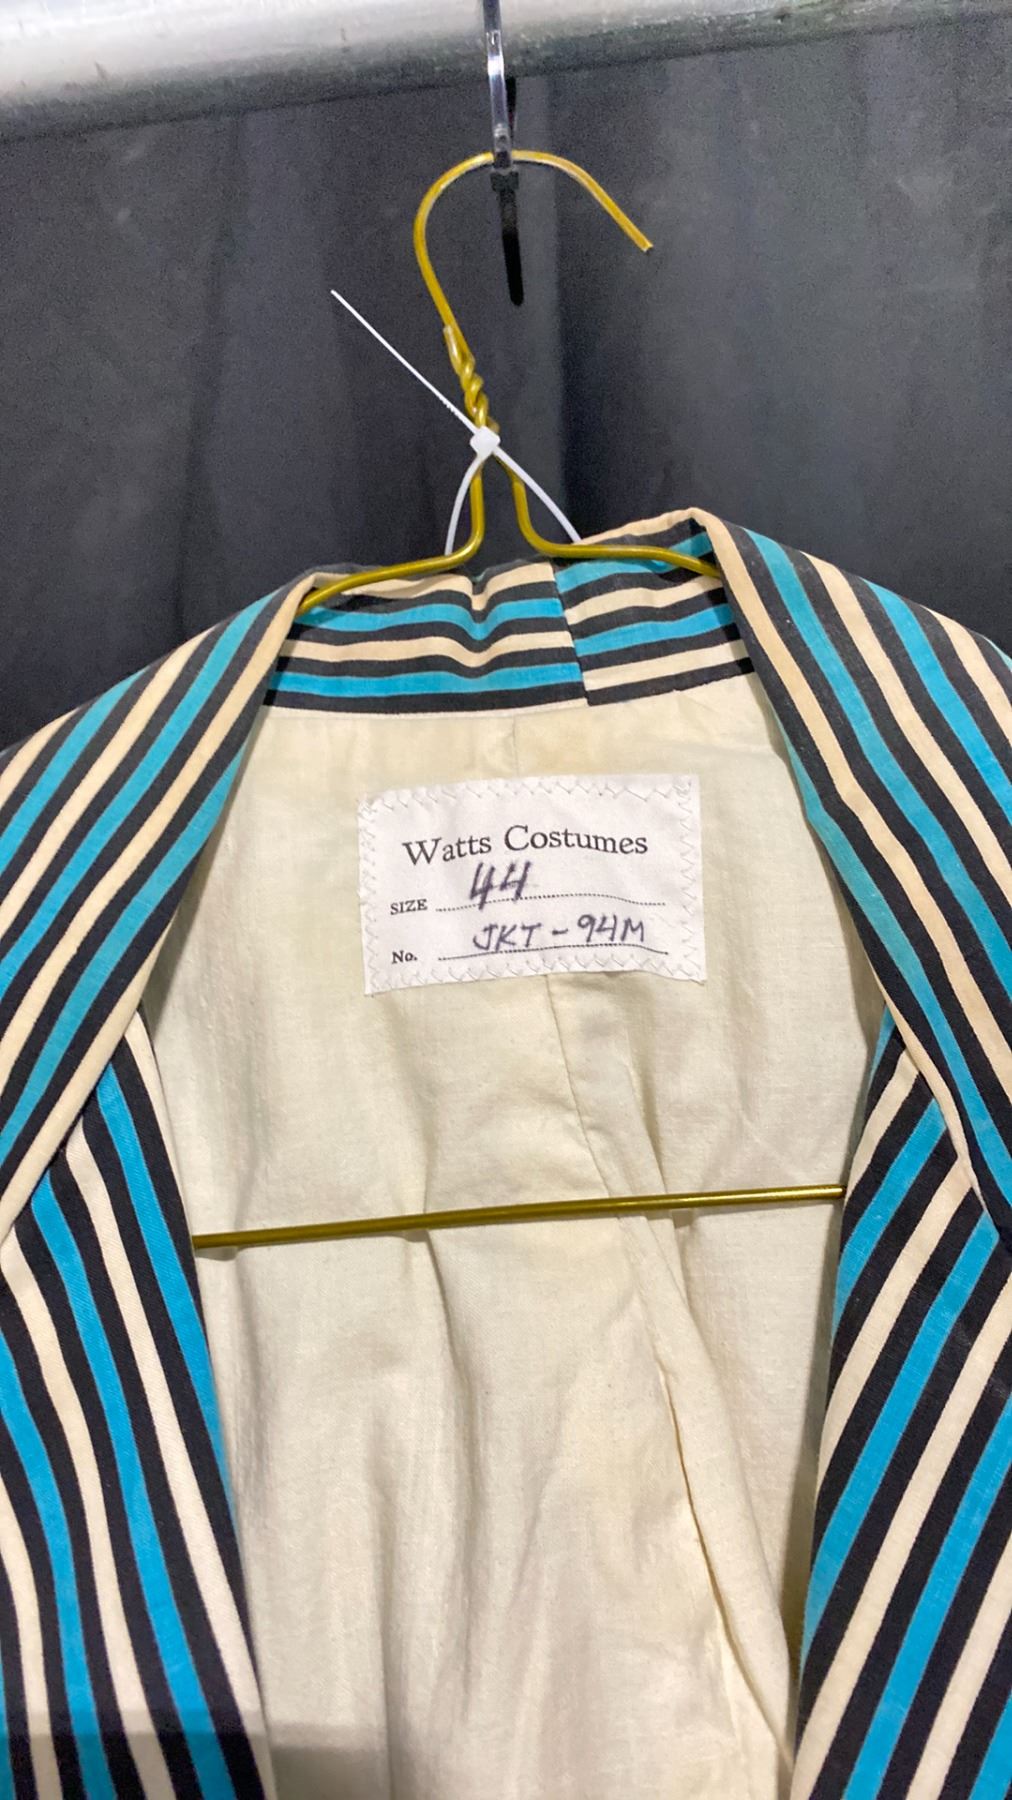 Watts Costumes
SIZE 44
No. JKT-94M